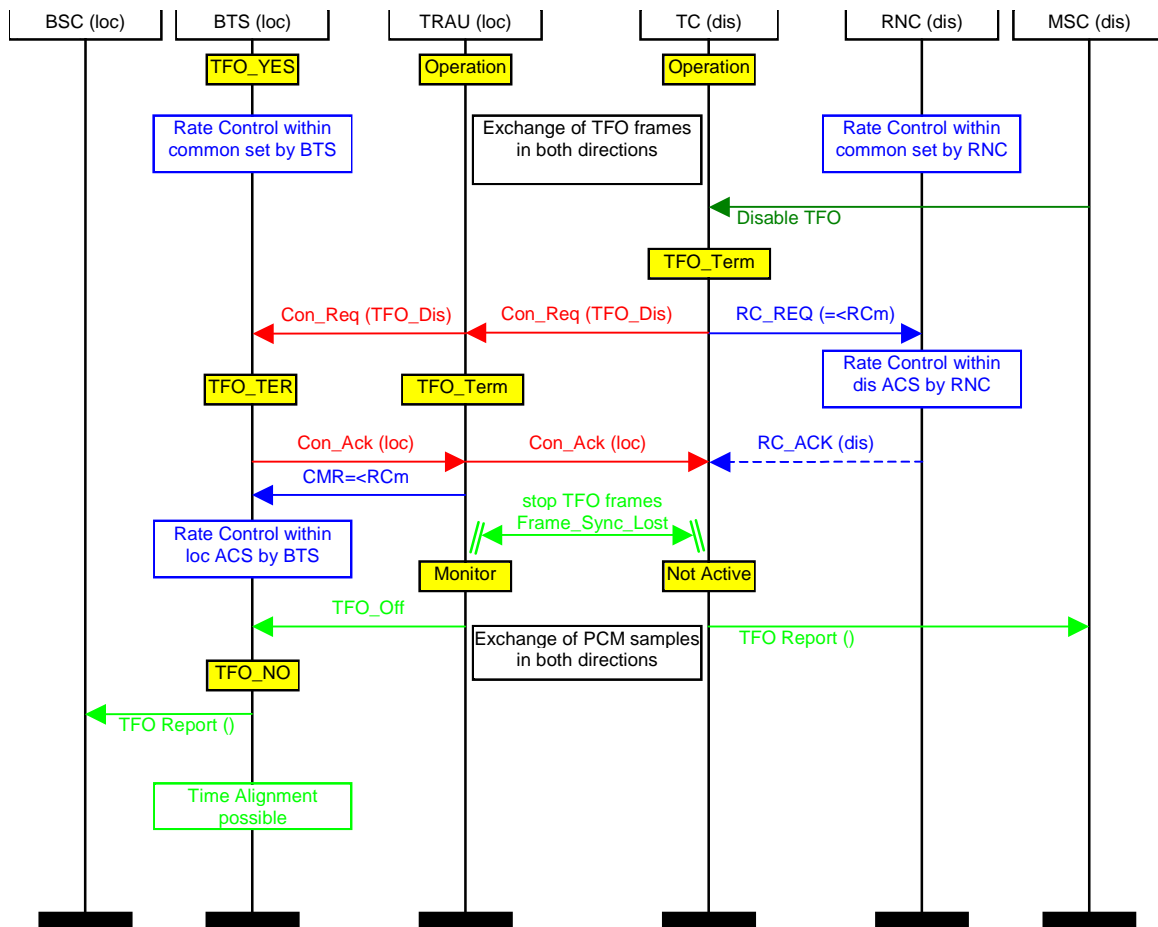 BSC (loc) BTS (loc) TRAU (loc) TC (dis) RNC (dis) MSC (dis)
TFO_YES Operation Operation
Rate Control within Exchange of TFO frames Rate Control within
common set by BTS in both directions common set by RNC
Disable TFO
TFO_Term
Con_Req (TFO_Dis) Con_Req (TFO_Dis) RC_REQ (=<RCm)
Rate Control within
dis ACS by RNC
TFO_TER TFO_Term
Con_Ack (loc) Con_Ack (loc) RC_ACK (dis)
CMR=<RCm
stop TFO frames
Frame_Sync_Lost
Rate Control within
loc ACS by BTS
Monitor Not Active
TFO_Off
Exchange of PCM samples
in both directions
TFO Report ()
TFO_NO
TFO Report ()
Time Alignment
possible